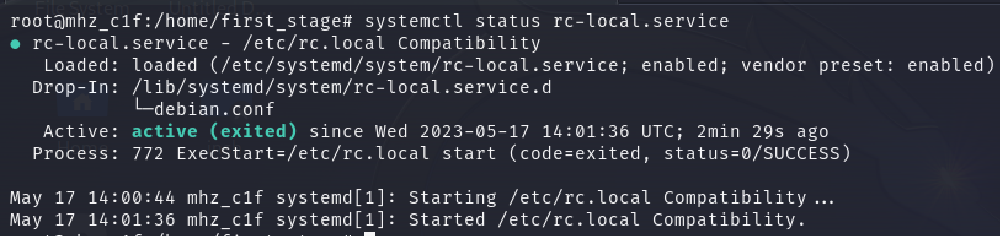 File System Untitled D...
root@mhz_c1f:/home/first_stage# systemctl status rc-local.service
● rc-local.service - /etc/rc.local Compatibility
Loaded: loaded (/etc/systemd/system/rc-local.service; enabled; vendor preset: enabled)
Drop-In: /lib/systemd/system/rc-local.service.d
└─debian.conf
Active: active (exited) since Wed 2023-05-17 14:01:36 UTC; 2min 29s ago
Process: 772 ExecStart=/etc/rc.local start (code=exited, status=0/SUCCESS)
May 17 14:00:44 mhz_c1f systemd[1]: Starting /etc/rc.local Compatibility...
May 17 14:01:36 mhz_c1f systemd[1]: Started /etc/rc.local Compatibility.